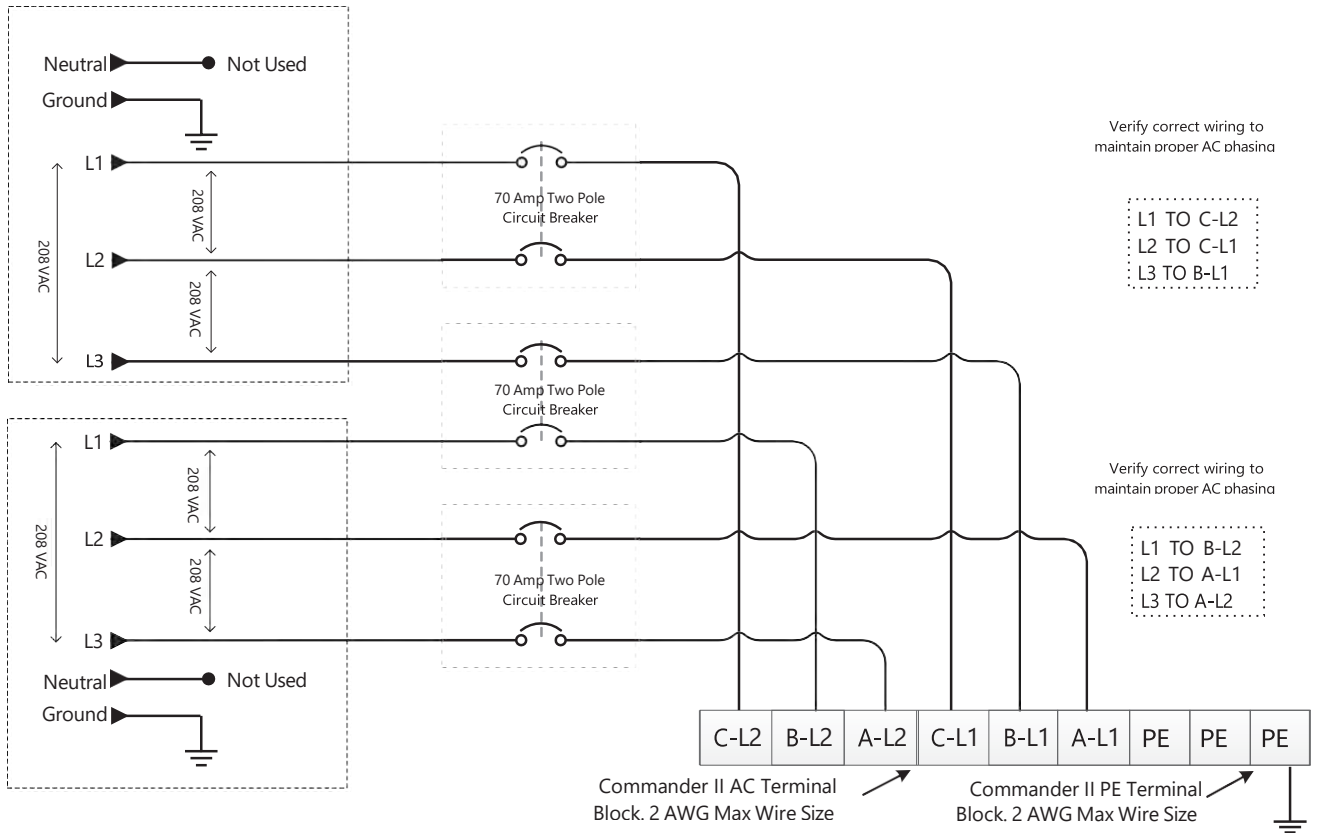 Neutral
Not Used
Ground
L1
208 VAC
208 VAC
L2
208 VAC
L3
70 Amp Two Pole
Circuit Breaker
Verify correct wiring to
maintain proper AC phasing
L1 TO C-L2
L2 TO C-L1
L3 TO B-L1
70 Amp Two Pole
Circuit Breaker
L1
208 VAC
208 VAC
L2
208 VAC
L3
Neutral
Not Used
Ground
70 Amp Two Pole
Circuit Breaker
Verify correct wiring to
maintain proper AC phasing
L1 TO B-L2
L2 TO A-L1
L3 TO A-L2
C-L2
B-L2
A-L2
C-L1
B-L1
A-L1
PE
PE
PE
Commander II AC Terminal
Block. 2 AWG Max Wire Size
Commander II PE Terminal
Block. 2 AWG Max Wire Size